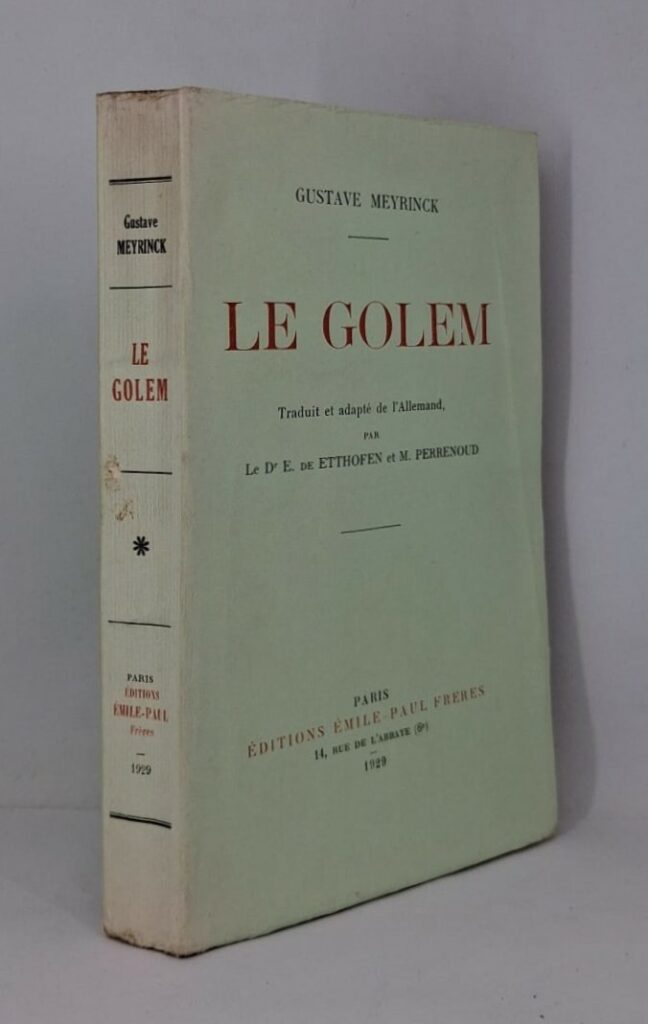 Gustave
MEYRINCK
LE
GOLEM
*
PARIS
ÉDITIONS
ÉMILE-PAUL
Frères
—
1929
GUSTAVE MEYRINCK
LE GOLEM
Traduit et adapté de l'Allemand,
PAR
Le Dr E. DE ETTHOFEN et M. PERRENOUD
PARIS
ÉDITIONS ÉMILE-PAUL FRÈRES
14, RUE DE L'ABBAYE (6e)
—
1929